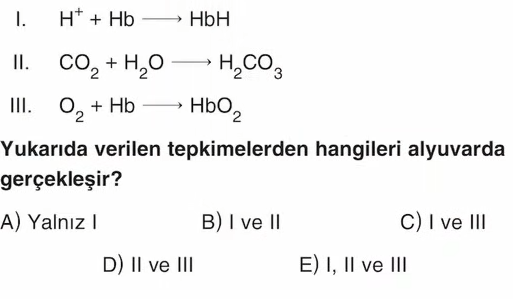 I. H⁺ + Hb ⟶ HbH
II. CO₂ + H₂O ⟶ H₂CO₃
III. O₂ + Hb ⟶ HbO₂
Yukarıda verilen tepkimelerden hangileri alyuvarda
gerçekleşir?
A) Yalnız I B) I ve II C) I ve III
D) II ve III E) I, II ve III